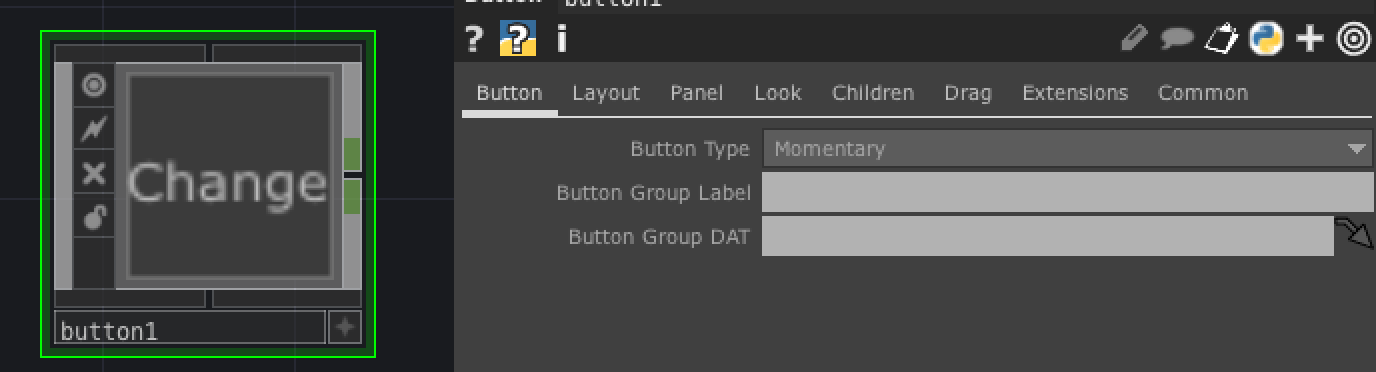 Button button1
? ? i
Button Layout Panel Look Children Drag Extensions Common
Button Type Momentary
Button Group Label
Button Group DAT
Change
button1